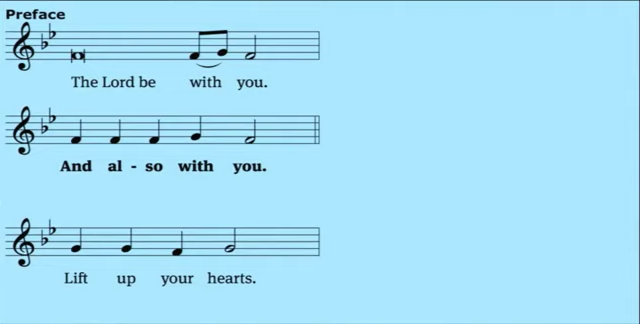 Preface
The Lord be with you.
And al - so with you.
Lift up your hearts.